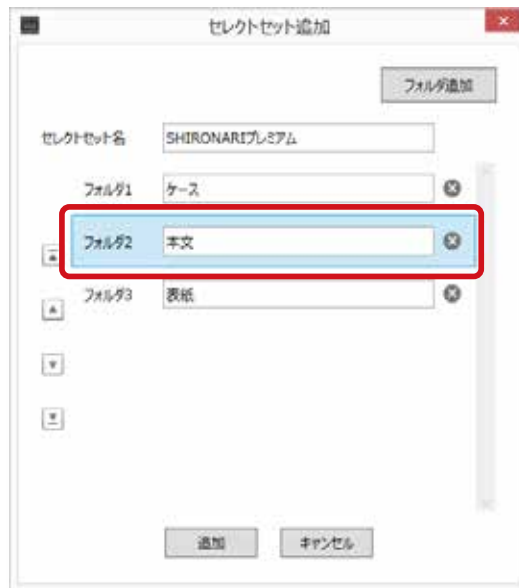 セレクトセット追加
フォルダ追加
セレクトセット名 SHIRONARIプレミアム
フォルダ1 ケース
フォルダ2 本文
フォルダ3 表紙
追加 キャンセル